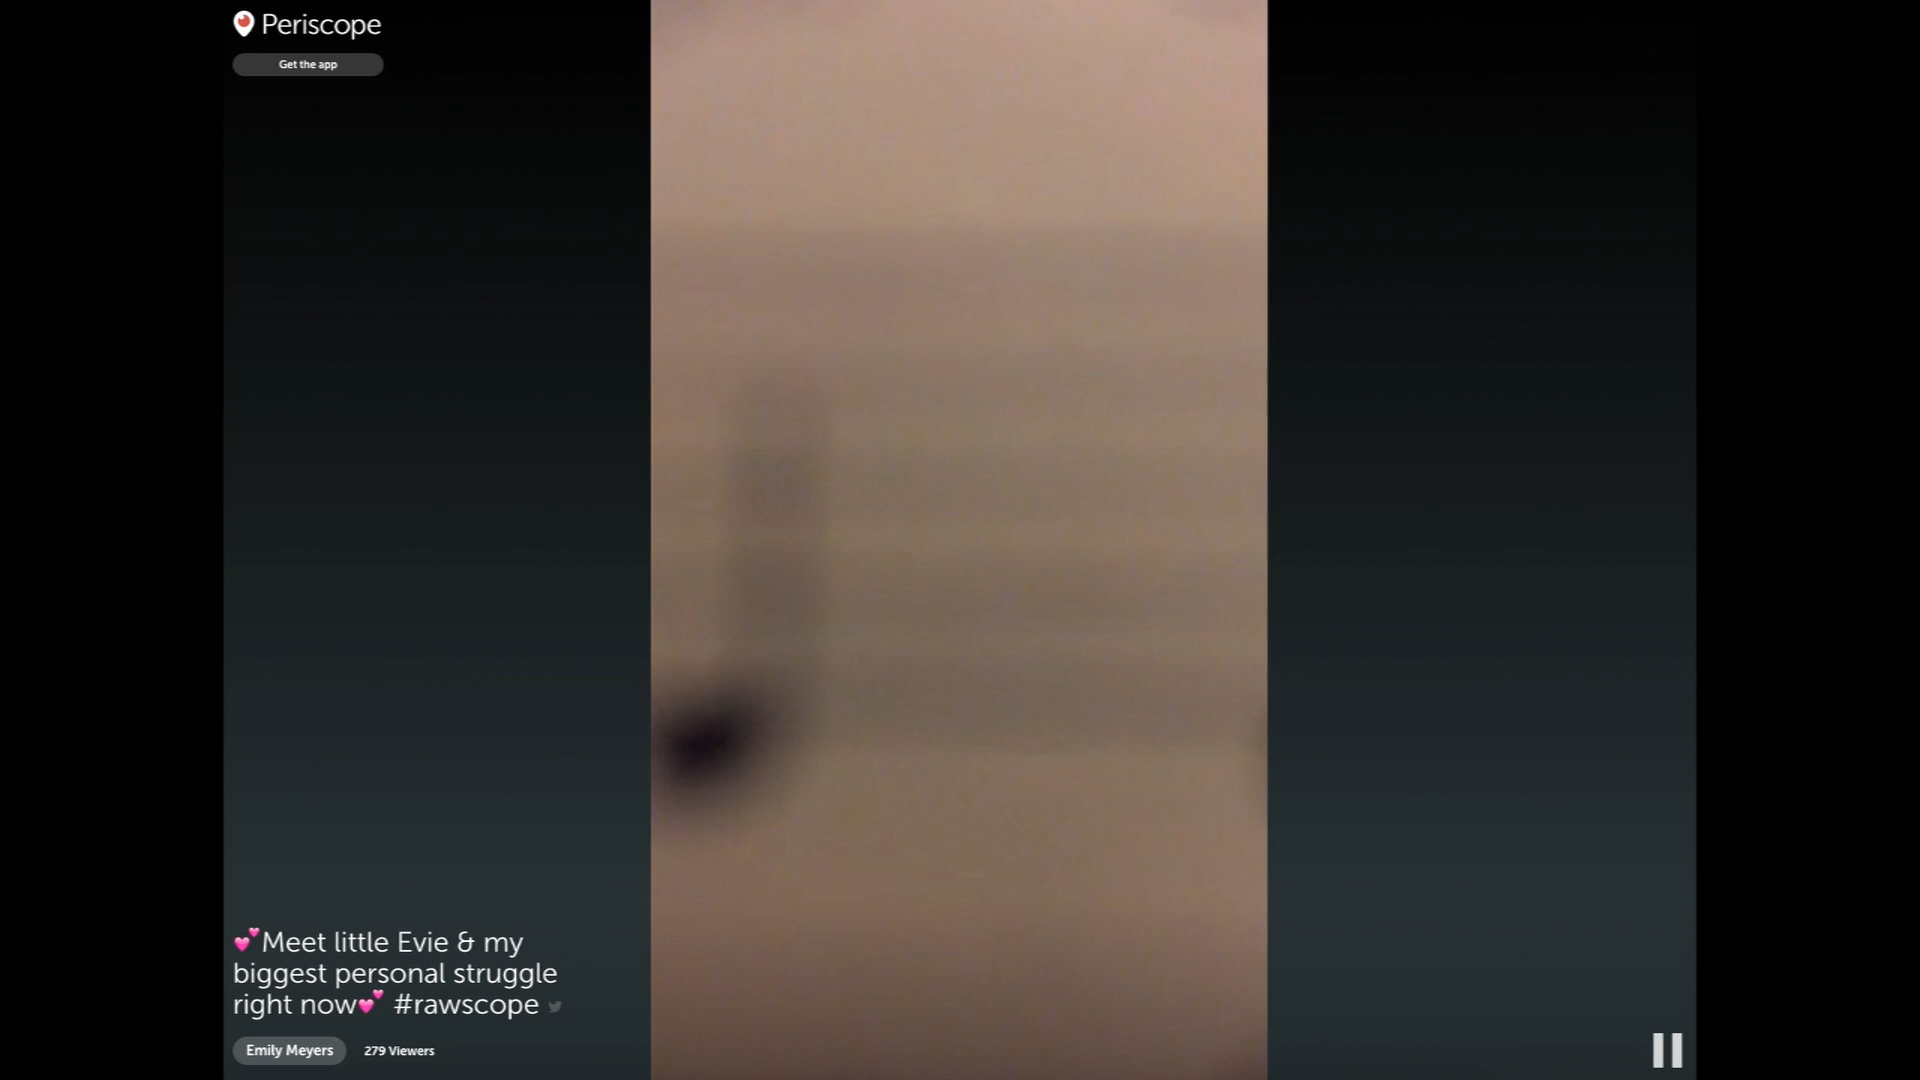 Periscope
Get the app
💕Meet little Evie & my
biggest personal struggle
right now💕 #rawscope
Emily Meyers
279 Viewers